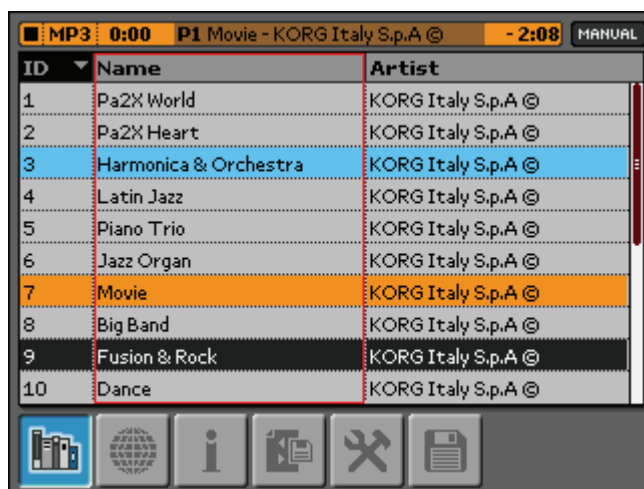 MP3 0:00 P1 Movie - KORG Italy S.p.A © - 2:08 MANUAL
ID Name Artist
1 Pa2X World KORG Italy S.p.A ©
2 Pa2X Heart KORG Italy S.p.A ©
3 Harmonica & Orchestra KORG Italy S.p.A ©
4 Latin Jazz KORG Italy S.p.A ©
5 Piano Trio KORG Italy S.p.A ©
6 Jazz Organ KORG Italy S.p.A ©
7 Movie KORG Italy S.p.A ©
8 Big Band KORG Italy S.p.A ©
9 Fusion & Rock KORG Italy S.p.A ©
10 Dance KORG Italy S.p.A ©